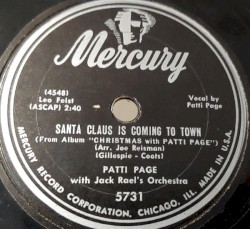 Mercury
(4548)
Leo Feist
(ASCAP) 2:40
Vocal by
Patti Page
SANTA CLAUS IS COMING TO TOWN
(From Album "CHRISTMAS with PATTI PAGE")
(Arr. Joe Reisman)
(Gillespie - Coots)
PATTI PAGE
with Jack Rael's Orchestra
5731
MERCURY RECORD CORPORATION, CHICAGO, ILL. MADE IN U.S.A.